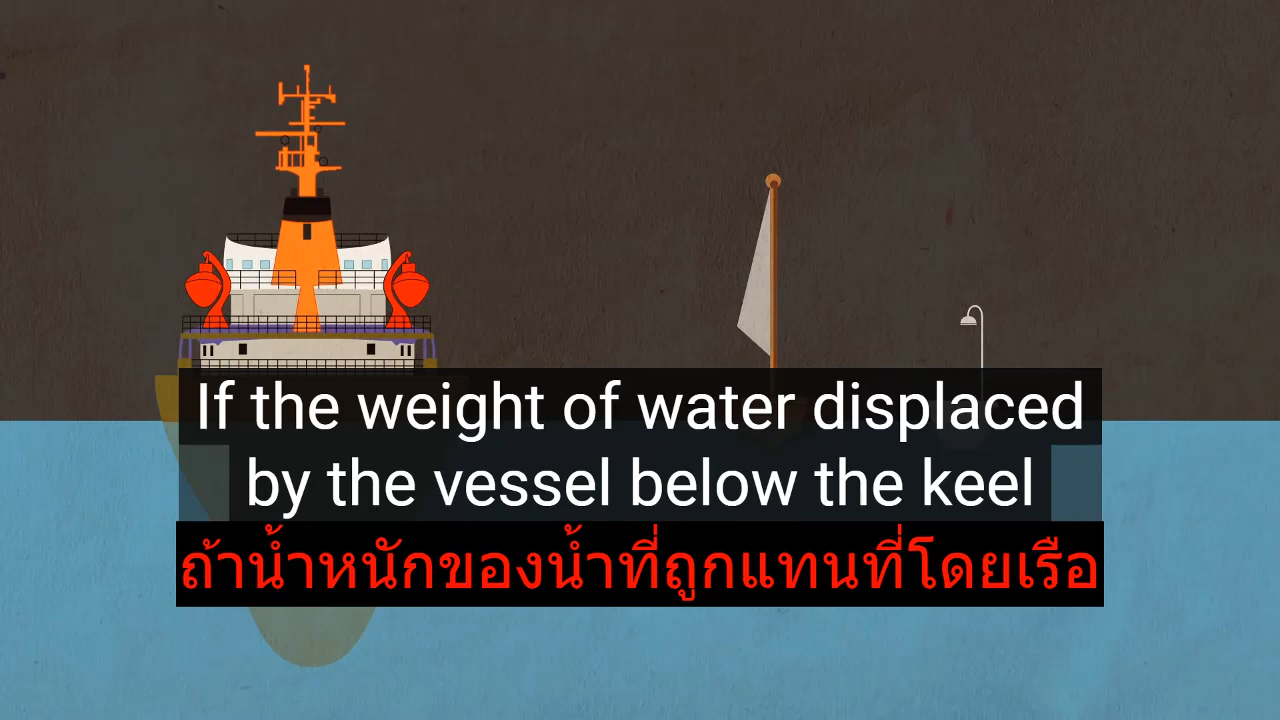 If the weight of water displaced
by the vessel below the keel
ถ้าน้ำหนักของน้ำที่ถูกแทนที่โดยเรือ